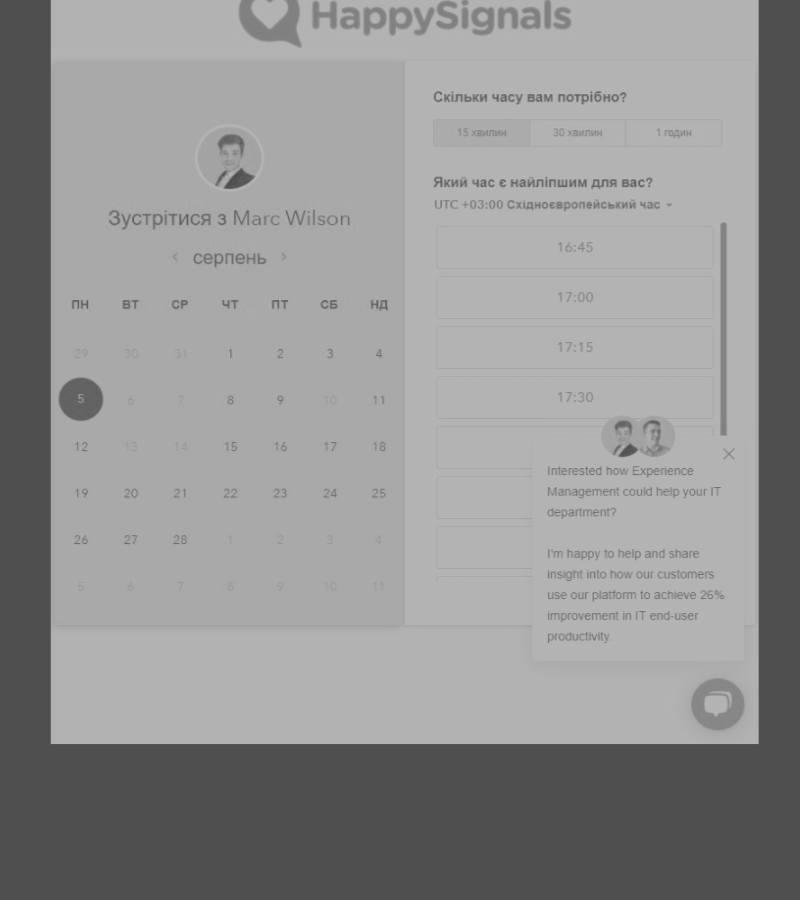 HappySignals
Зустрітися з Marc Wilson
серпень
ПН ВТ СР ЧТ ПТ СБ НД
29 30 31 1 2 3 4
5 6 7 8 9 10 11
12 13 14 15 16 17 18
19 20 21 22 23 24 25
26 27 28 1 2 3 4
5 6 7 8 9 10 11
Скільки часу вам потрібно?
15 хвилин 30 хвилин 1 годин
Який час є найліпшим для вас?
UTC +03:00 Східноєвропейський час
16:45
17:00
17:15
17:30
Interested how Experience
Management could help your IT
department?
I'm happy to help and share
insight into how our customers
use our platform to achieve 26%
improvement in IT end-user
productivity.